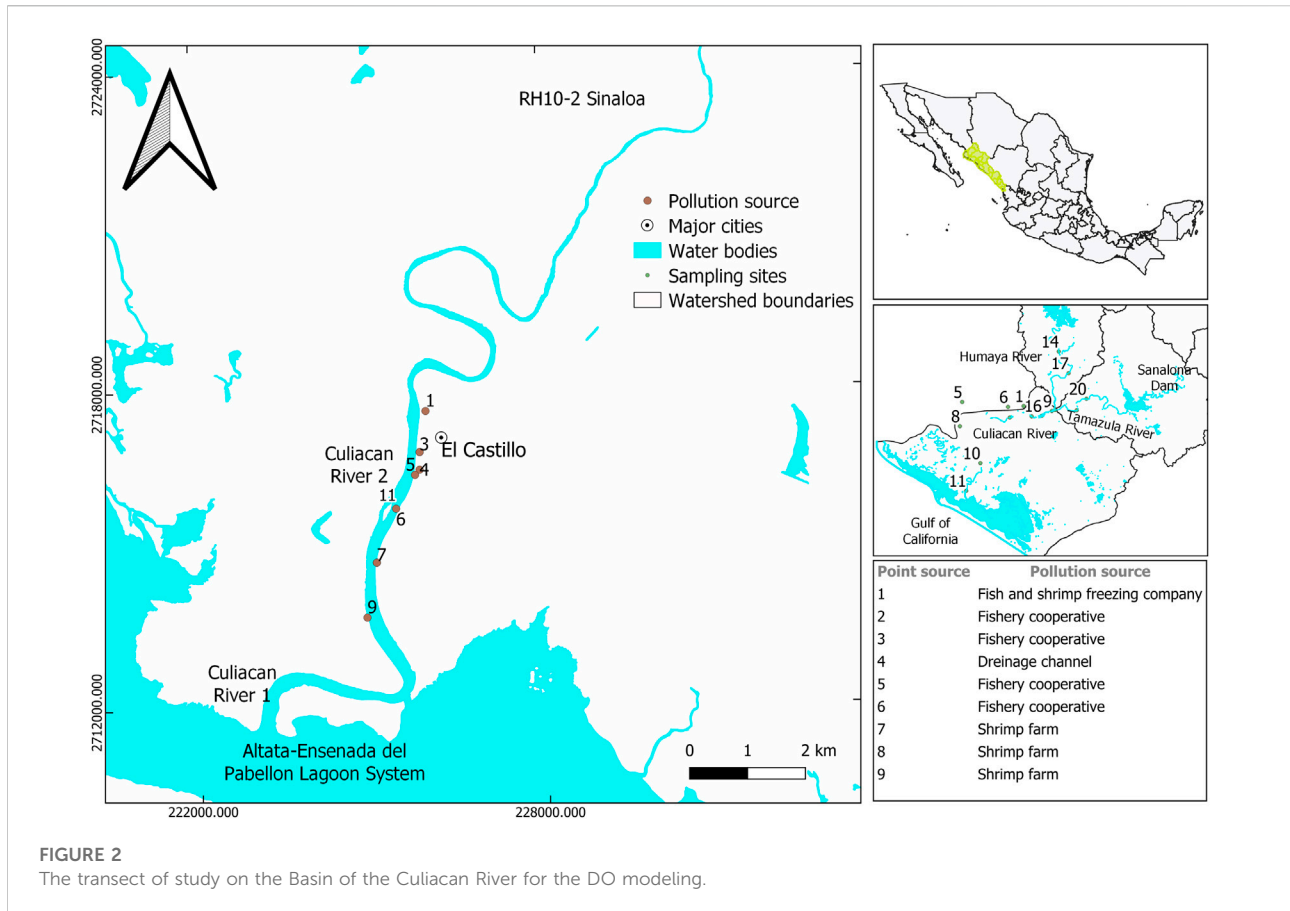 2724000.000
2718000.000
2712000.000
222000.000
228000.000
RH10-2 Sinaloa
Pollution source
Major cities
Water bodies
Sampling sites
Watershed boundaries
1
3
El Castillo
5
4
Culiacan
River 2
11
6
7
9
Culiacan
River 1
Altata-Ensenada del
Pabellon Lagoon System
0 1 2 km
14
Humaya River
17
Sanalona
Dam
20
5
6
1
16
9
8
Tamazula River
Culiacan River
10
11
Gulf of
California
Point source Pollution source
1 Fish and shrimp freezing company
2 Fishery cooperative
3 Fishery cooperative
4 Dreinage channel
5 Fishery cooperative
6 Fishery cooperative
7 Shrimp farm
8 Shrimp farm
9 Shrimp farm
FIGURE 2
The transect of study on the Basin of the Culiacan River for the DO modeling.